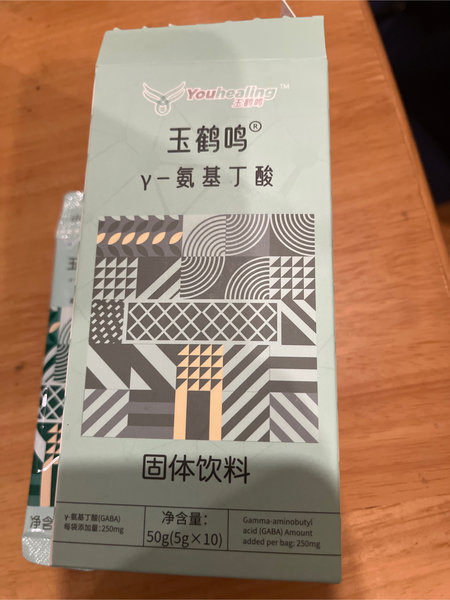 Youhealing™
玉鹤鸣
玉鹤鸣®
γ-氨基丁酸
固体饮料
γ-氨基丁酸(GABA)
每袋添加量:250mg
净含量:
50g(5g×10)
Gamma-aminobutyl
acid (GABA) Amount
added per bag: 250mg
玉
净含